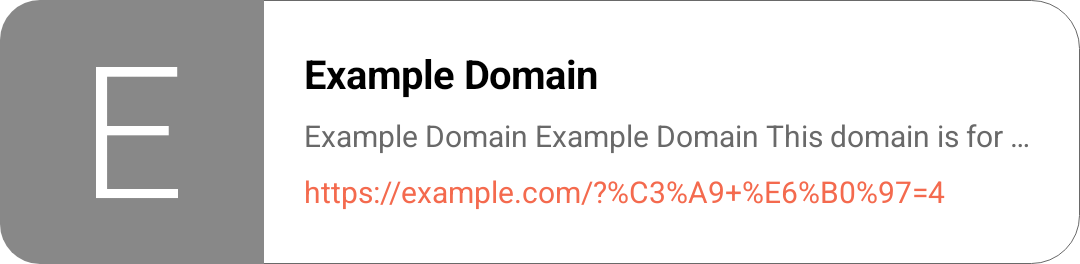 E
Example Domain
Example Domain Example Domain This domain is for ...
https://example.com/?%C3%A9+%E6%B0%97=4